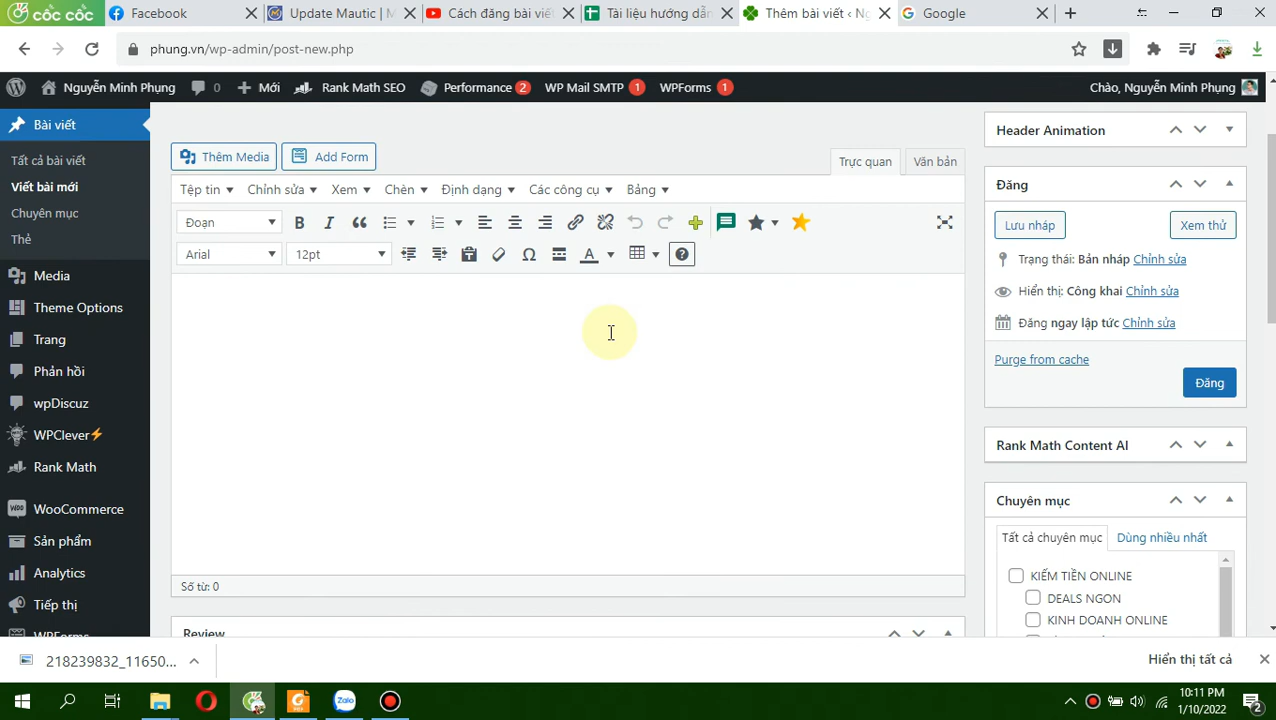 cốc cốc
Facebook
Update Mautic | M
Cách đăng bài viế
Tài liệu hướng dẫ
Thêm bài viết ‹ Ng
Google
phung.vn/wp-admin/post-new.php
Nguyễn Minh Phụng
0
Mới
Rank Math SEO
Performance 2
WP Mail SMTP 1
WPForms 1
Chào, Nguyễn Minh Phụng
Bài viết
Tất cả bài viết
Viết bài mới
Chuyên mục
Thẻ
Media
Theme Options
Trang
Phản hồi
wpDiscuz
WPClever
Rank Math
WooCommerce
Sản phẩm
Analytics
Tiếp thị
WPForms
Thêm Media
Add Form
Trực quan
Văn bản
Tệp tin
Chỉnh sửa
Xem
Chèn
Định dạng
Các công cụ
Bảng
Đoạn
Arial
12pt
Số từ: 0
Review
Header Animation
Đăng
Lưu nháp
Xem thử
Trạng thái: Bản nháp Chỉnh sửa
Hiển thị: Công khai Chỉnh sửa
Đăng ngay lập tức Chỉnh sửa
Purge from cache
Đăng
Rank Math Content AI
Chuyên mục
Tất cả chuyên mục
Dùng nhiều nhất
KIẾM TIỀN ONLINE
DEALS NGON
KINH DOANH ONLINE
218239832_11650...
Hiển thị tất cả
Zalo
10:11 PM
1/10/2022
2